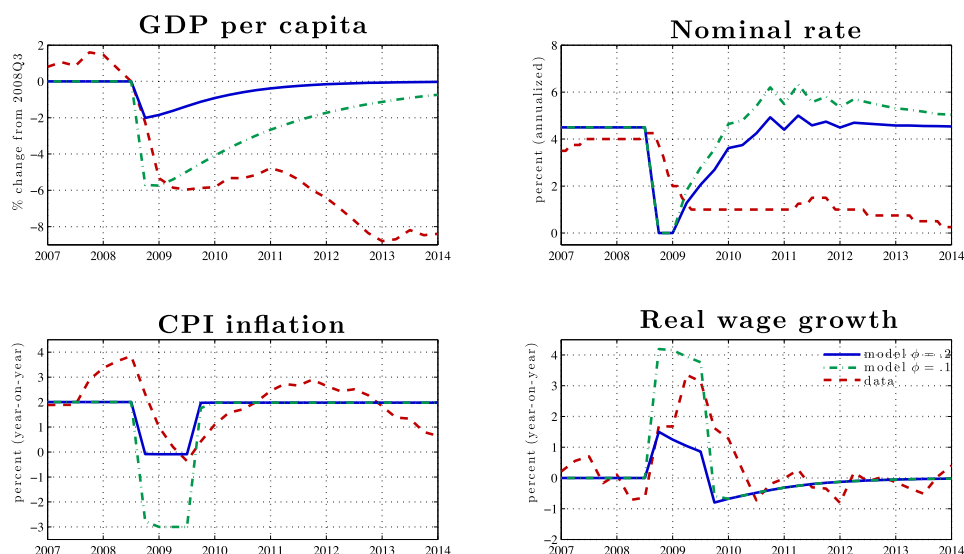 GDP per capita
% change from 2008Q3
2
0
−2
−4
−6
−8
2007 2008 2009 2010 2011 2012 2013 2014
Nominal rate
percent (annualized)
8
6
4
2
0
2007 2008 2009 2010 2011 2012 2013 2014
CPI inflation
percent (year-on-year)
4
3
2
1
0
−1
−2
−3
2007 2008 2009 2010 2011 2012 2013 2014
Real wage growth
percent (year-on-year)
4
3
2
1
0
−1
−2
model ϕ = .2
model ϕ = .1
data
2007 2008 2009 2010 2011 2012 2013 2014